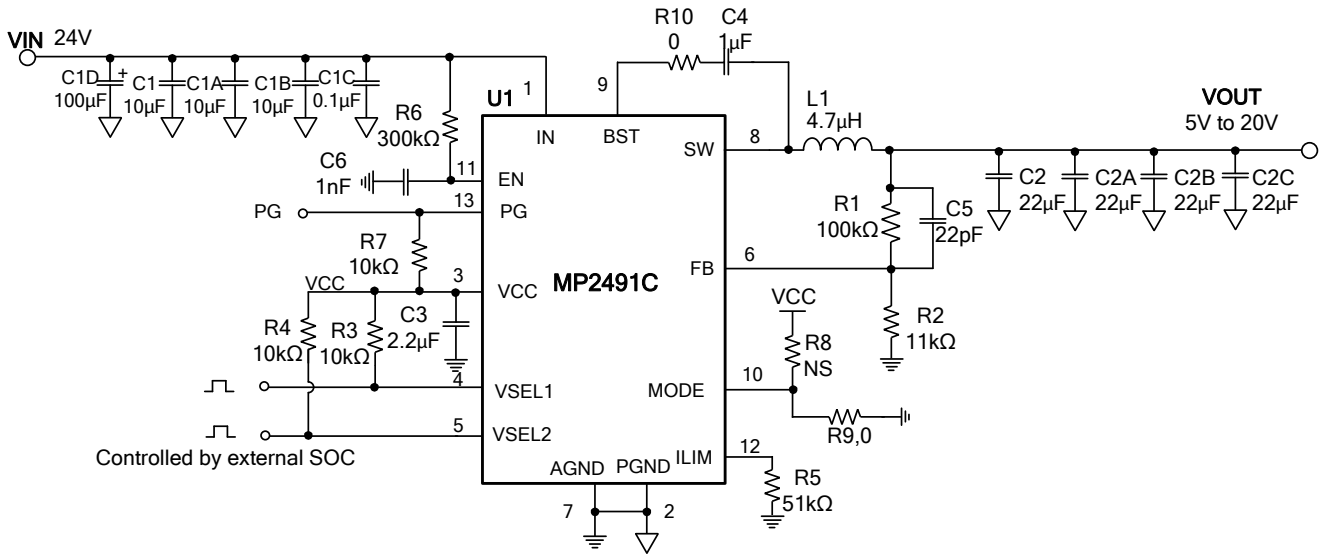 VIN 24V
C1D
100µF
+
C1
10µF
C1A
10µF
C1B
10µF
C1C
0.1µF
R6
300kΩ
C6
1nF
R10
0
C4
1µF
1
9
U1
IN
BST
SW
8
L1
4.7µH
VOUT
5V to 20V
11
EN
PG
13
PG
R7
10kΩ
VCC
3
VCC
MP2491C
FB
6
R1
100kΩ
C5
22pF
C2
22µF
C2A
22µF
C2B
22µF
C2C
22µF
R4
10kΩ
R3
10kΩ
C3
2.2µF
VCC
R8
NS
R2
11kΩ
4
VSEL1
MODE
10
R9,0
5
VSEL2
Controlled by external SOC
AGND
PGND
ILIM
12
R5
51kΩ
7
2